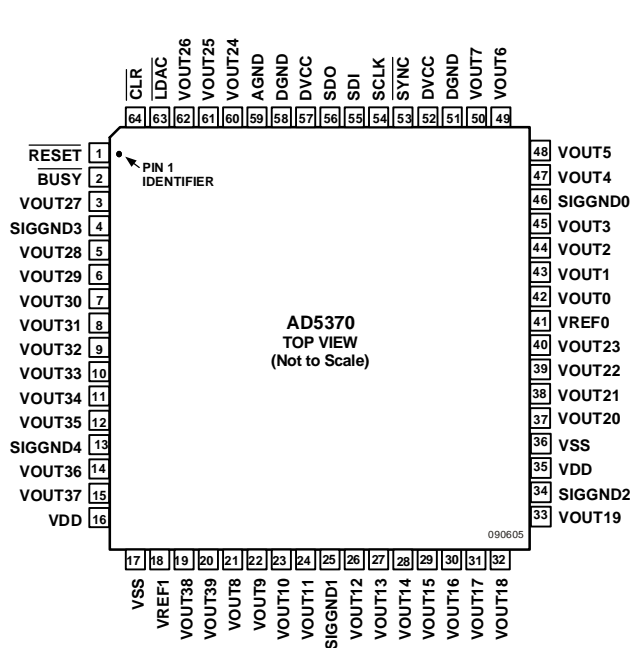 CLR
LDAC
VOUT26
VOUT25
VOUT24
AGND
DGND
DVCC
SDO
SDI
SCLK
SYNC
DVCC
DGND
VOUT7
VOUT6
64 63 62 61 60 59 58 57 56 55 54 53 52 51 50 49
RESET 1
BUSY 2
VOUT27 3
SIGGND3 4
VOUT28 5
VOUT29 6
VOUT30 7
VOUT31 8
VOUT32 9
VOUT33 10
VOUT34 11
VOUT35 12
SIGGND4 13
VOUT36 14
VOUT37 15
VDD 16
PIN 1
IDENTIFIER
AD5370
TOP VIEW
(Not to Scale)
48 VOUT5
47 VOUT4
46 SIGGND0
45 VOUT3
44 VOUT2
43 VOUT1
42 VOUT0
41 VREF0
40 VOUT23
39 VOUT22
38 VOUT21
37 VOUT20
36 VSS
35 VDD
34 SIGGND2
33 VOUT19
090605
17 18 19 20 21 22 23 24 25 26 27 28 29 30 31 32
VSS
VREF1
VOUT38
VOUT39
VOUT8
VOUT9
VOUT10
VOUT11
SIGGND1
VOUT12
VOUT13
VOUT14
VOUT15
VOUT16
VOUT17
VOUT18